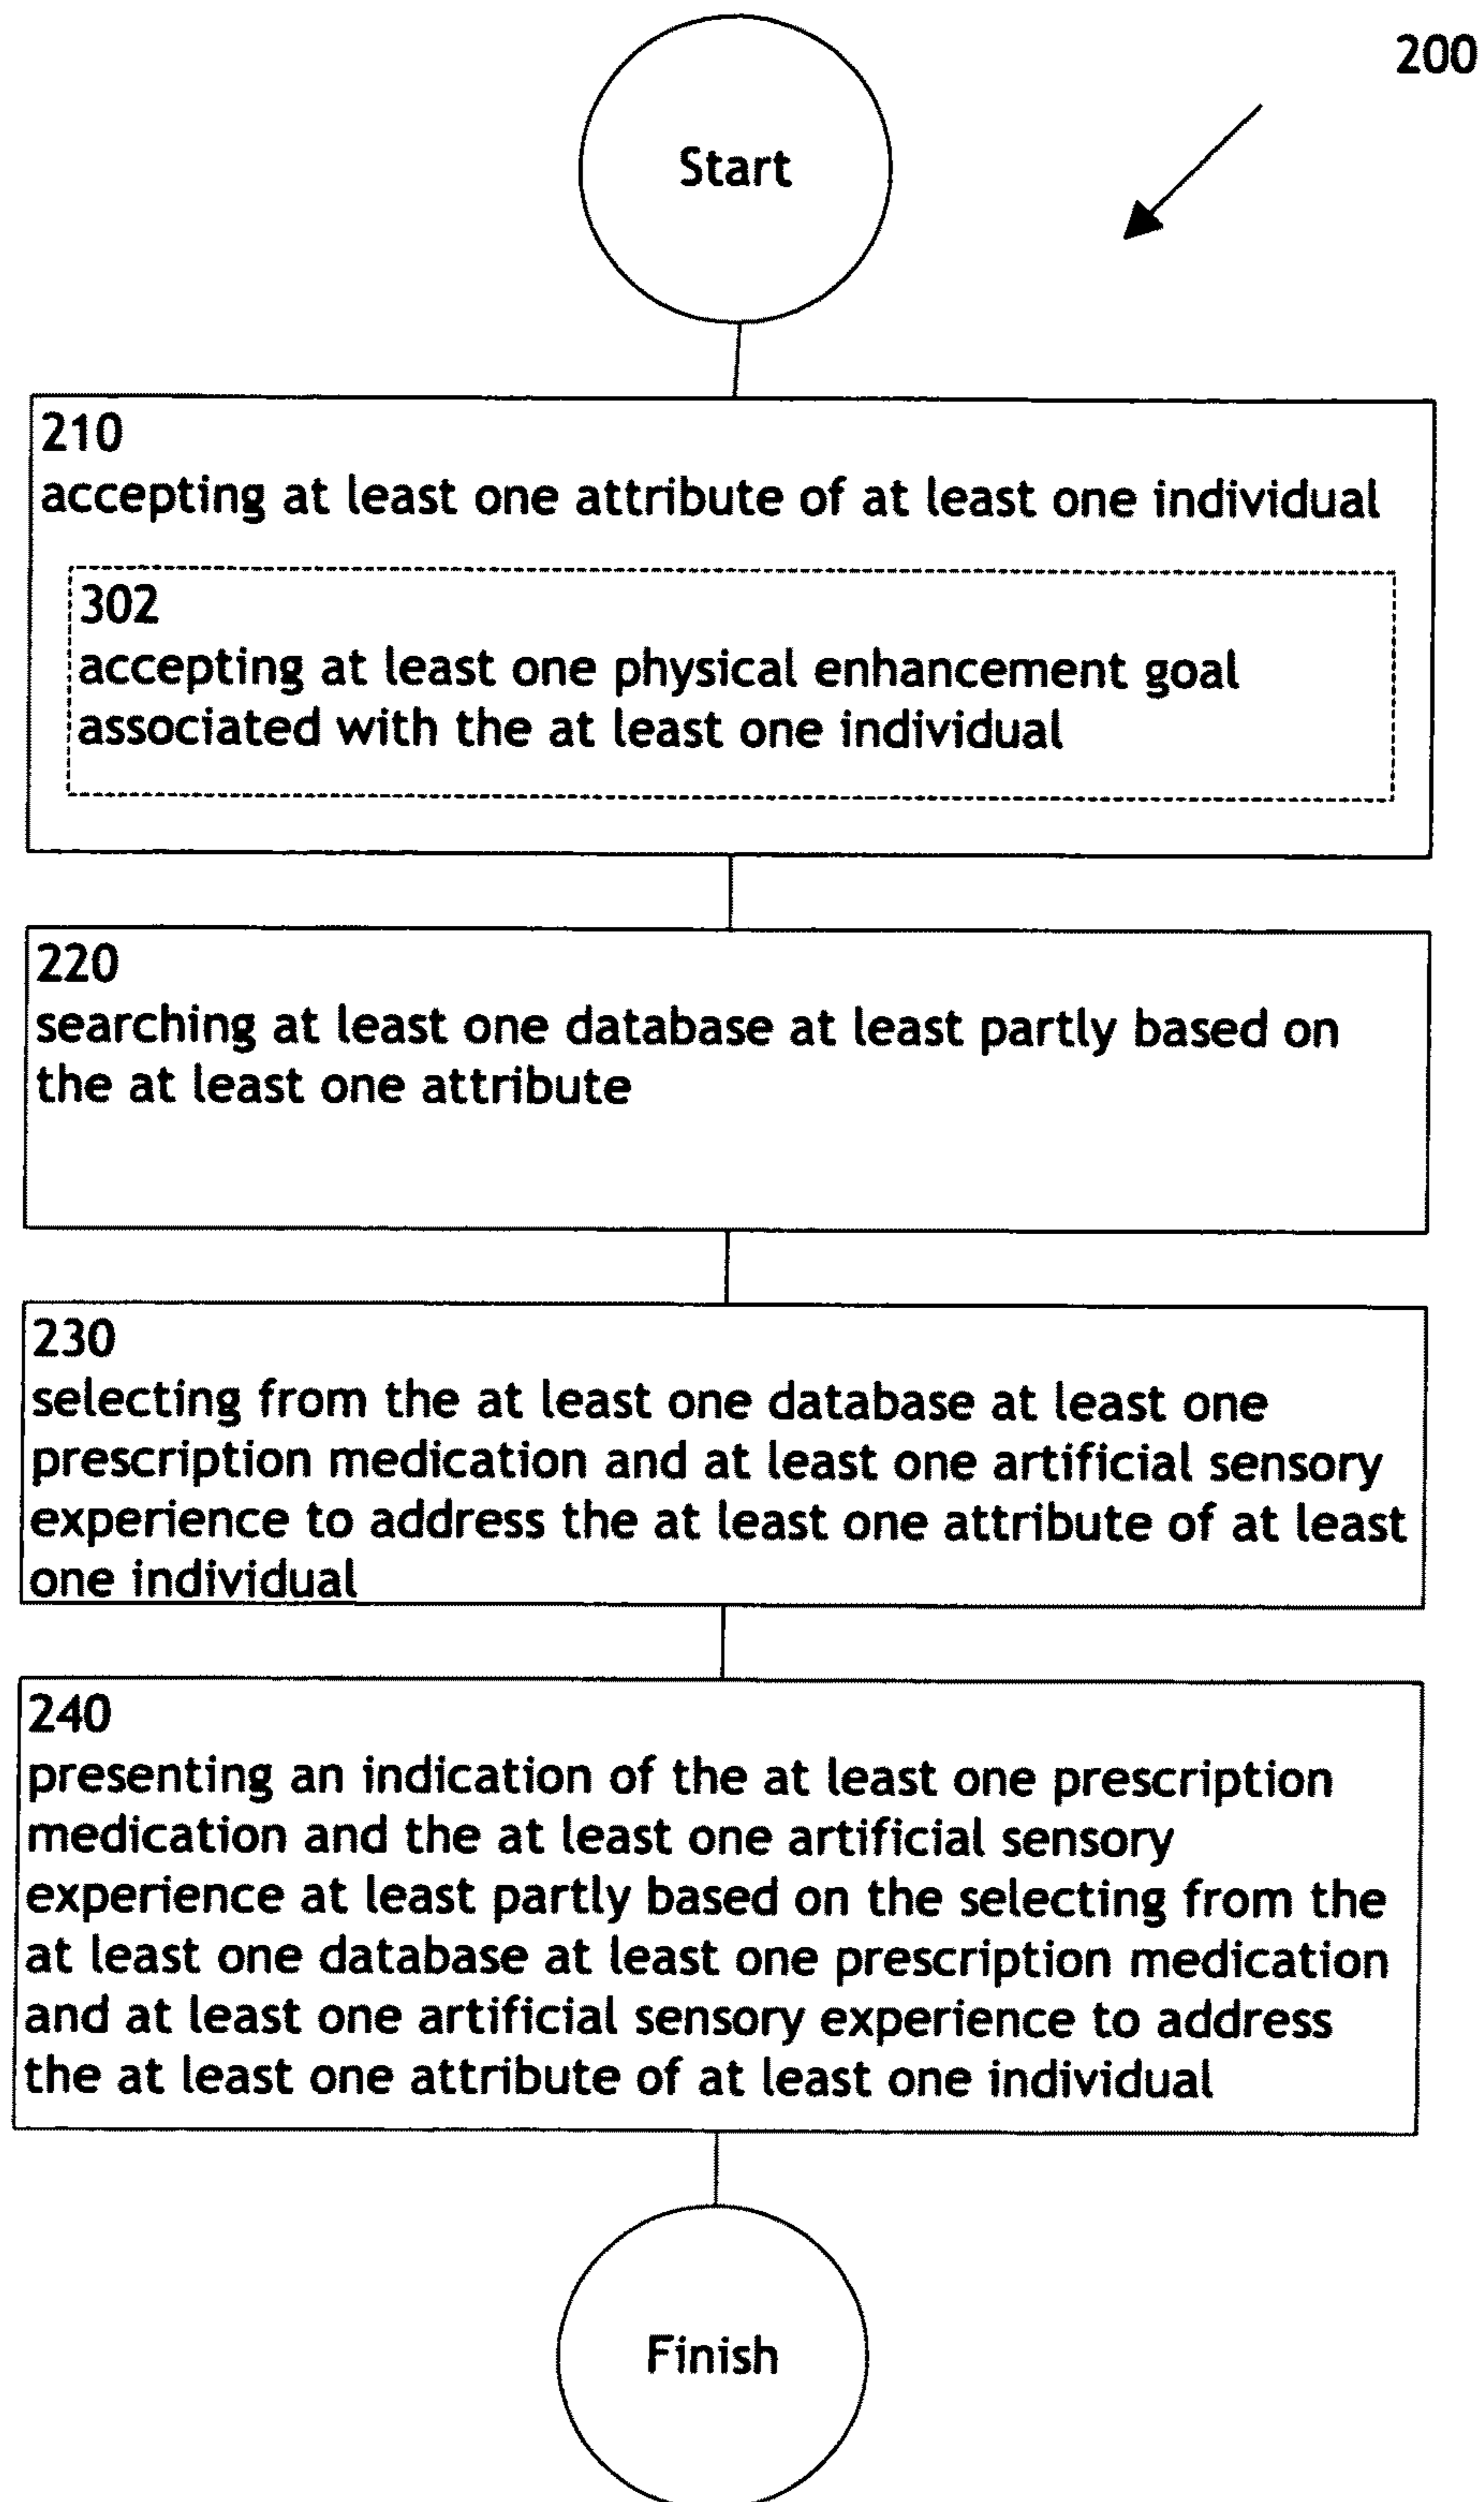 200
Start
210
accepting at least one attribute of at least one individual
302
accepting at least one physical enhancement goal
associated with the at least one individual
220
searching at least one database at least partly based on
the at least one attribute
230
selecting from the at least one database at least one
prescription medication and at least one artificial sensory
experience to address the at least one attribute of at least
one individual
240
presenting an indication of the at least one prescription
medication and the at least one artificial sensory
experience at least partly based on the selecting from the
at least one database at least one prescription medication
and at least one artificial sensory experience to address
the at least one attribute of at least one individual
Finish